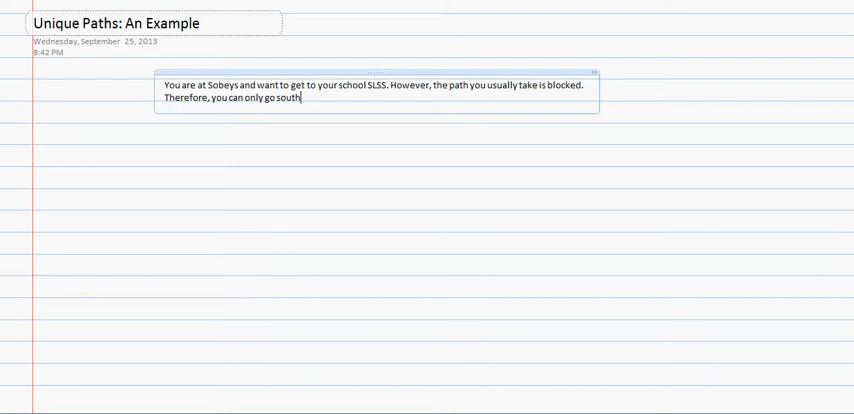 Unique Paths: An Example
Wednesday, September 25, 2013
8:42 PM
You are at Sobeys and want to get to your school SLSS. However, the path you usually take is blocked.
Therefore, you can only go south